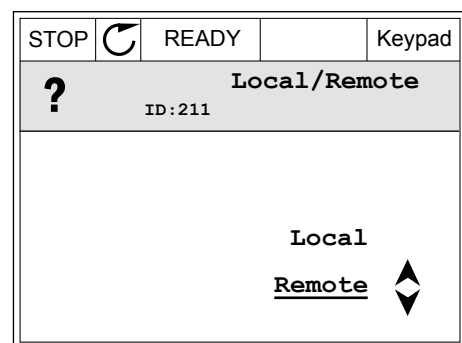 STOP READY Keypad
? Local/Remote
ID:211
Local
Remote